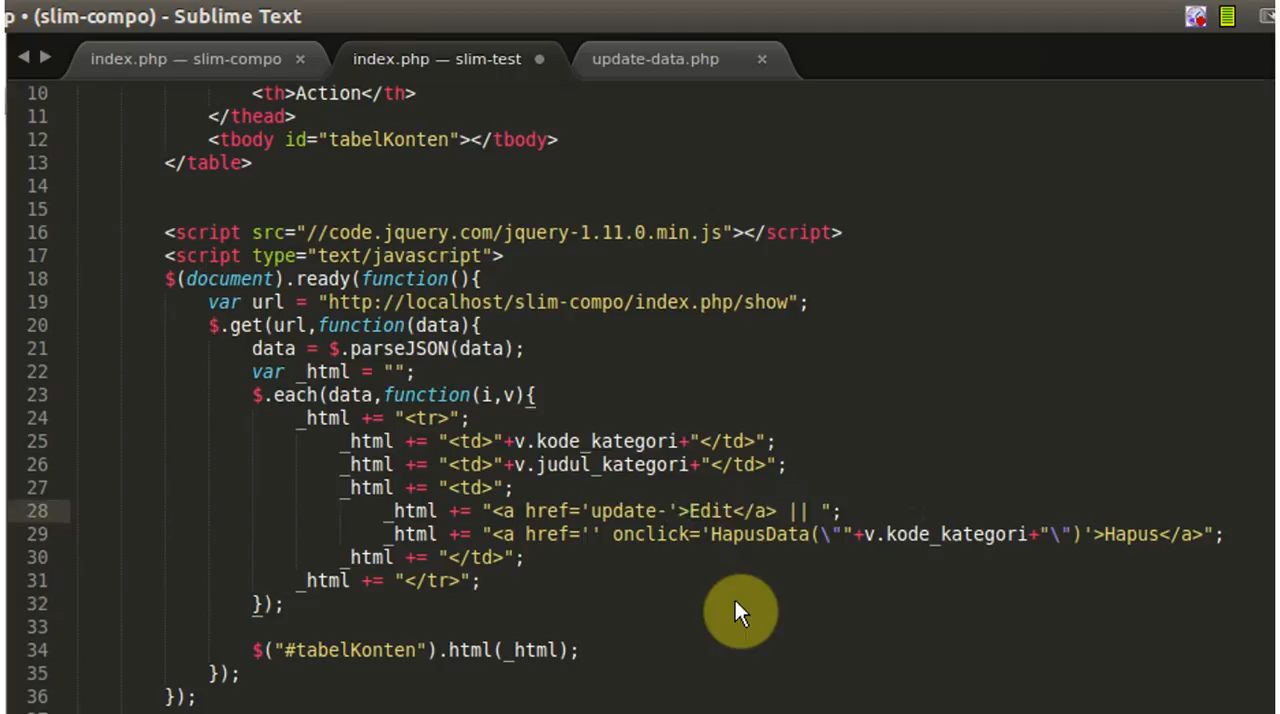 p • (slim-compo) - Sublime Text
index.php — slim-compo × index.php — slim-test update-data.php ×
10 <th>Action</th>
11 </thead>
12 <tbody id="tabelKonten"></tbody>
13 </table>
14
15
16 <script src="//code.jquery.com/jquery-1.11.0.min.js"></script>
17 <script type="text/javascript">
18 $(document).ready(function(){
19 var url = "http://localhost/slim-compo/index.php/show";
20 $.get(url,function(data){
21 data = $.parseJSON(data);
22 var _html = "";
23 $.each(data,function(i,v){
24 _html += "<tr>";
25 _html += "<td>"+v.kode_kategori+"</td>";
26 _html += "<td>"+v.judul_kategori+"</td>";
27 _html += "<td>";
28 _html += "<a href='update-'>Edit</a> || ";
29 _html += "<a href='' onclick='HapusData(\""+v.kode_kategori+"\")'>Hapus</a>";
30 _html += "</td>";
31 _html += "</tr>";
32 });
33
34 $("#tabelKonten").html(_html);
35 });
36 });